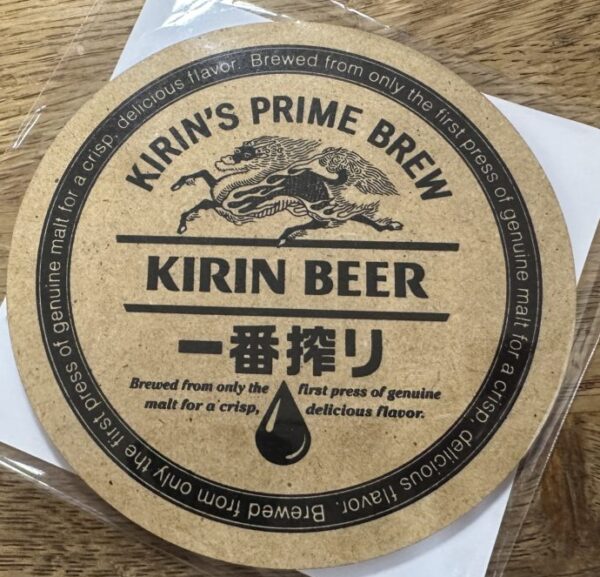 KIRIN'S PRIME BREW
KIRIN BEER
一番搾り
Brewed from only the first press of genuine
malt for a crisp, delicious flavor.
Brewed from only the first press of genuine malt for a crisp, delicious flavor.
Brewed from only the first press of genuine malt for a crisp, delicious flavor.